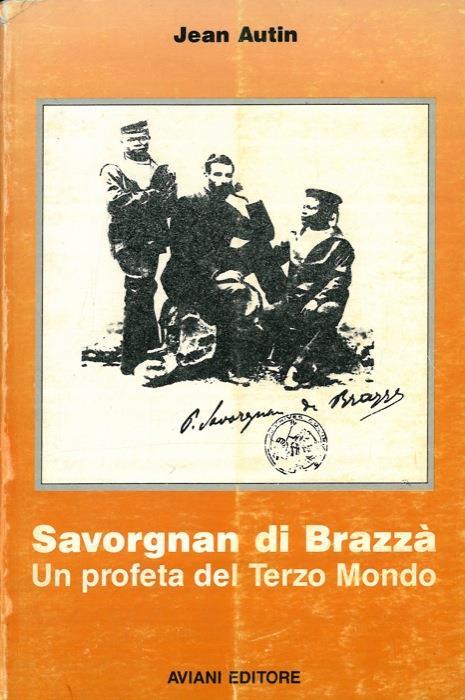 Jean Autin
P. Savorgnan de Brazza
Savorgnan di Brazzà
Un profeta del Terzo Mondo
AVIANI EDITORE